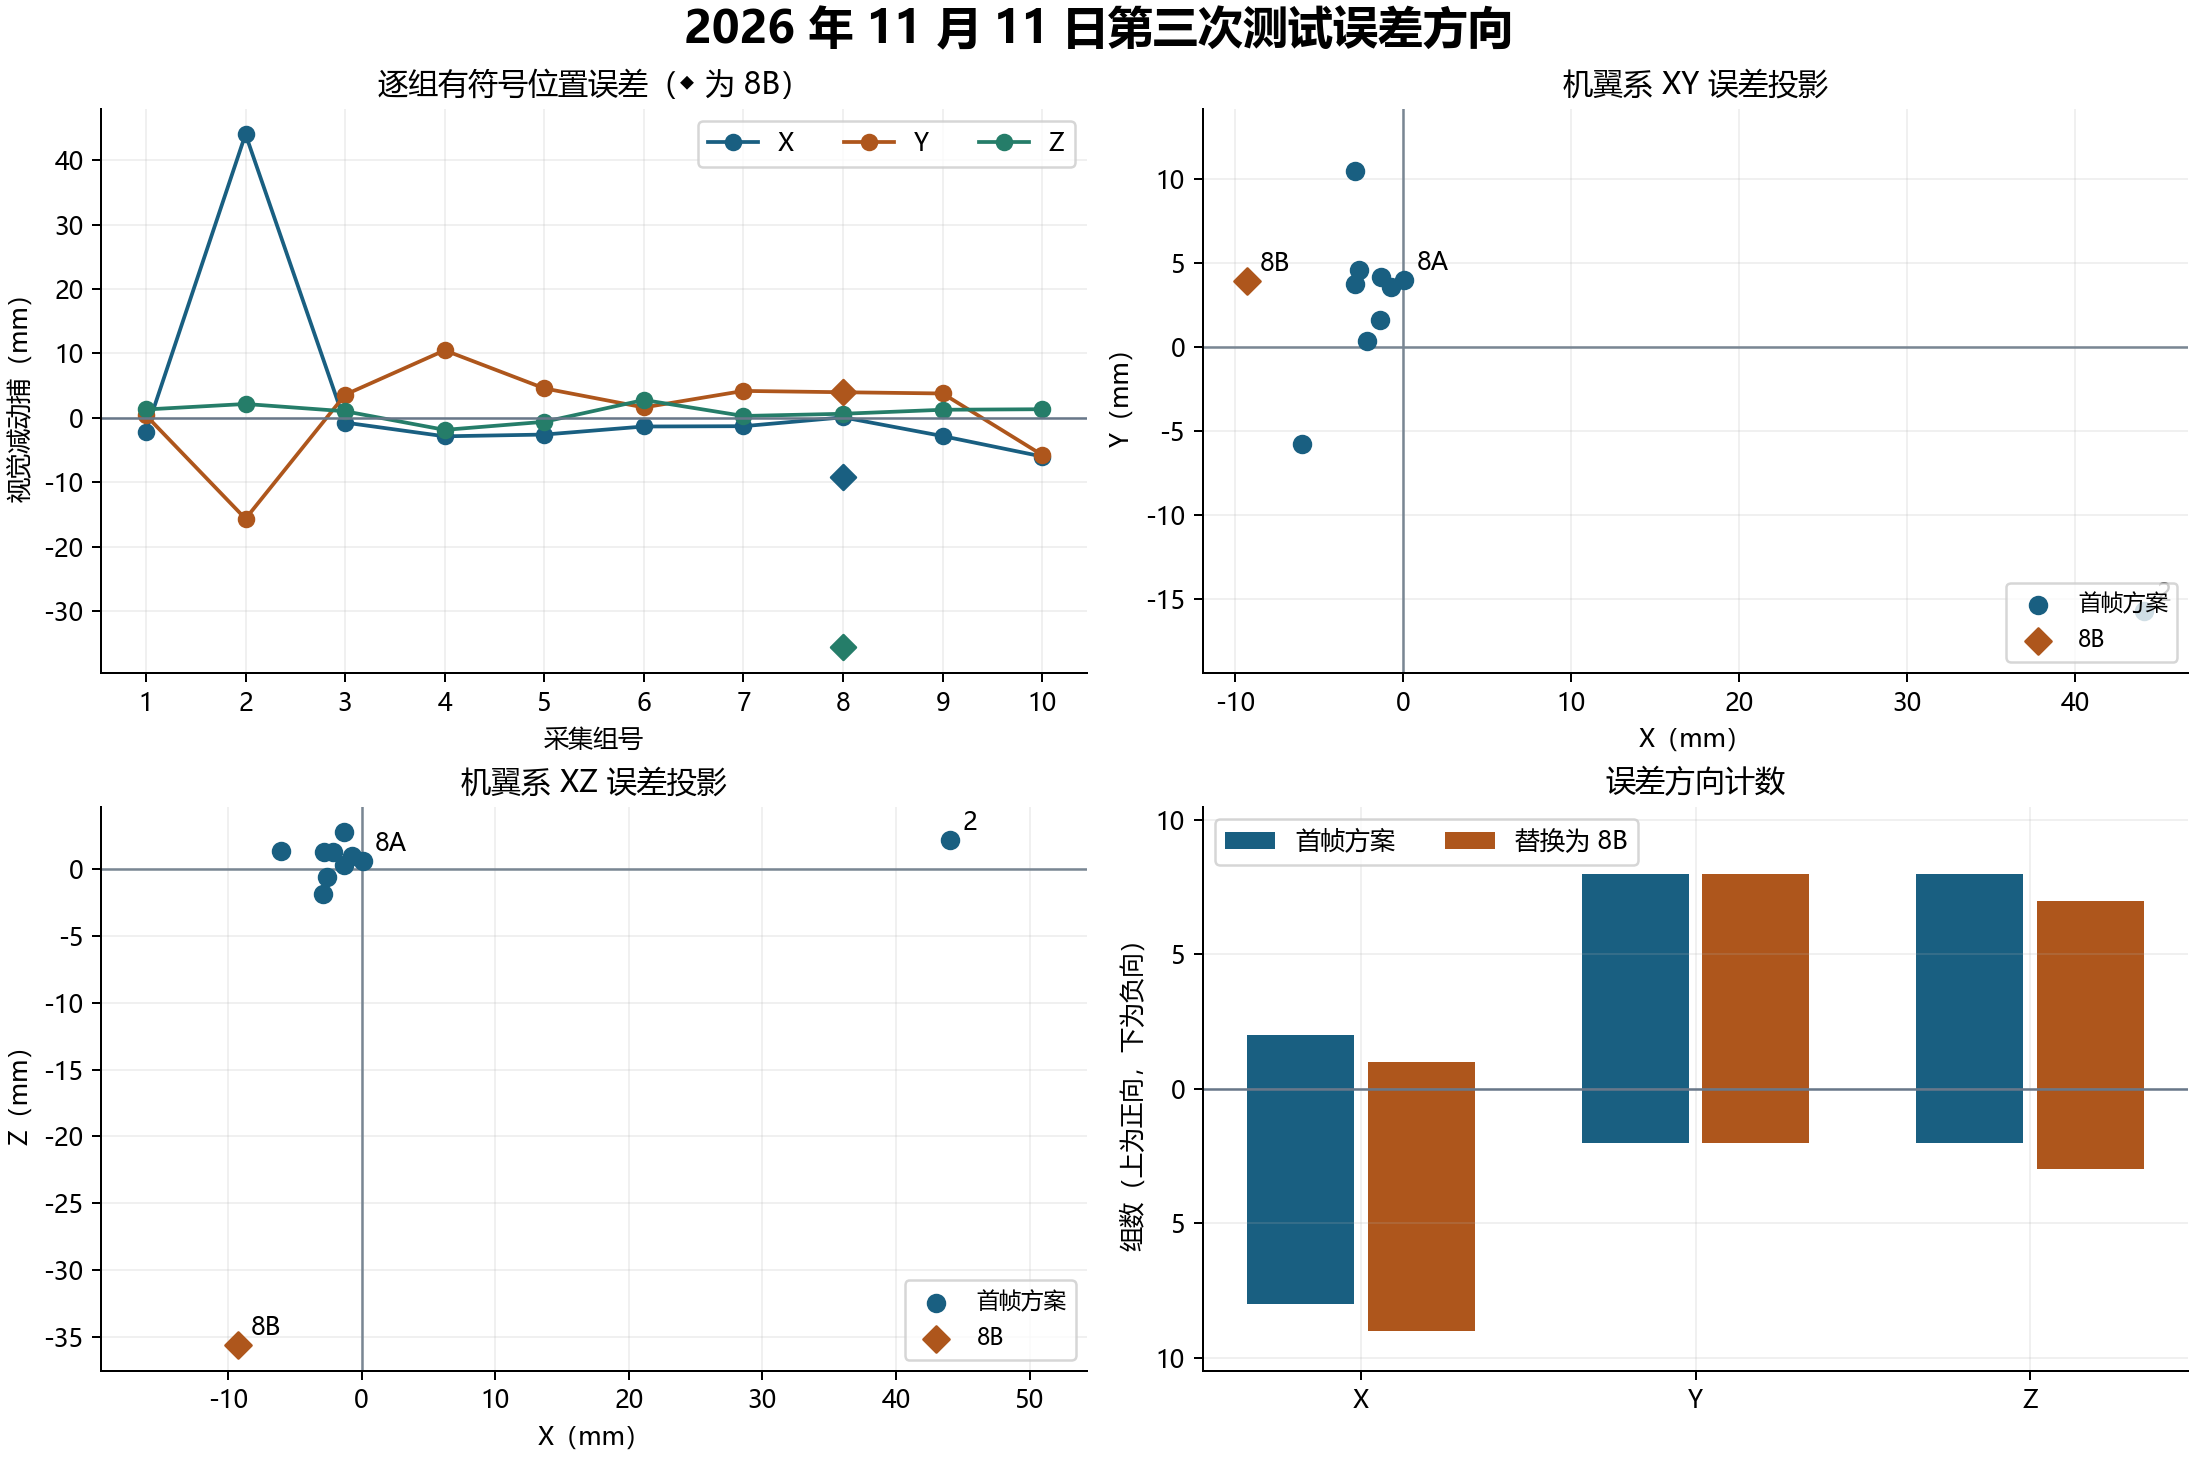 2026 年 11 月 11 日第三次测试误差方向
逐组有符号位置误差（◆ 为 8B）
X Y Z
视觉减动捕（mm）
40
30
20
10
0
-10
-20
-30
1 2 3 4 5 6 7 8 9 10
采集组号
机翼系 XY 误差投影
Y（mm）
10
5
0
-5
-10
-15
8B
8A
2
首帧方案
8B
-10 0 10 20 30 40
X（mm）
机翼系 XZ 误差投影
Z（mm）
0
-5
-10
-15
-20
-25
-30
-35
8A
2
8B
首帧方案
8B
-10 0 10 20 30 40 50
X（mm）
误差方向计数
首帧方案 替换为 8B
组数（上为正向，下为负向）
10
5
0
5
10
X Y Z